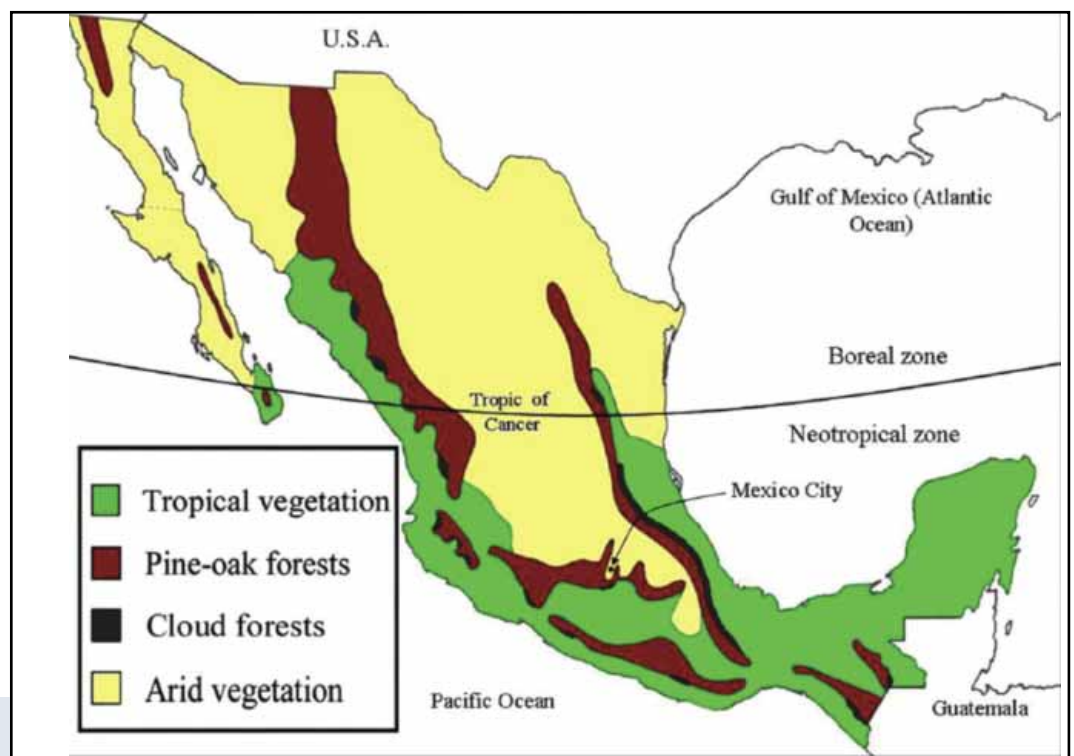 U.S.A.
Gulf of Mexico (Atlantic
Ocean)
Boreal zone
Tropic of
Cancer
Neotropical zone
Mexico City
Tropical vegetation
Pine-oak forests
Cloud forests
Arid vegetation
Pacific Ocean
Guatemala